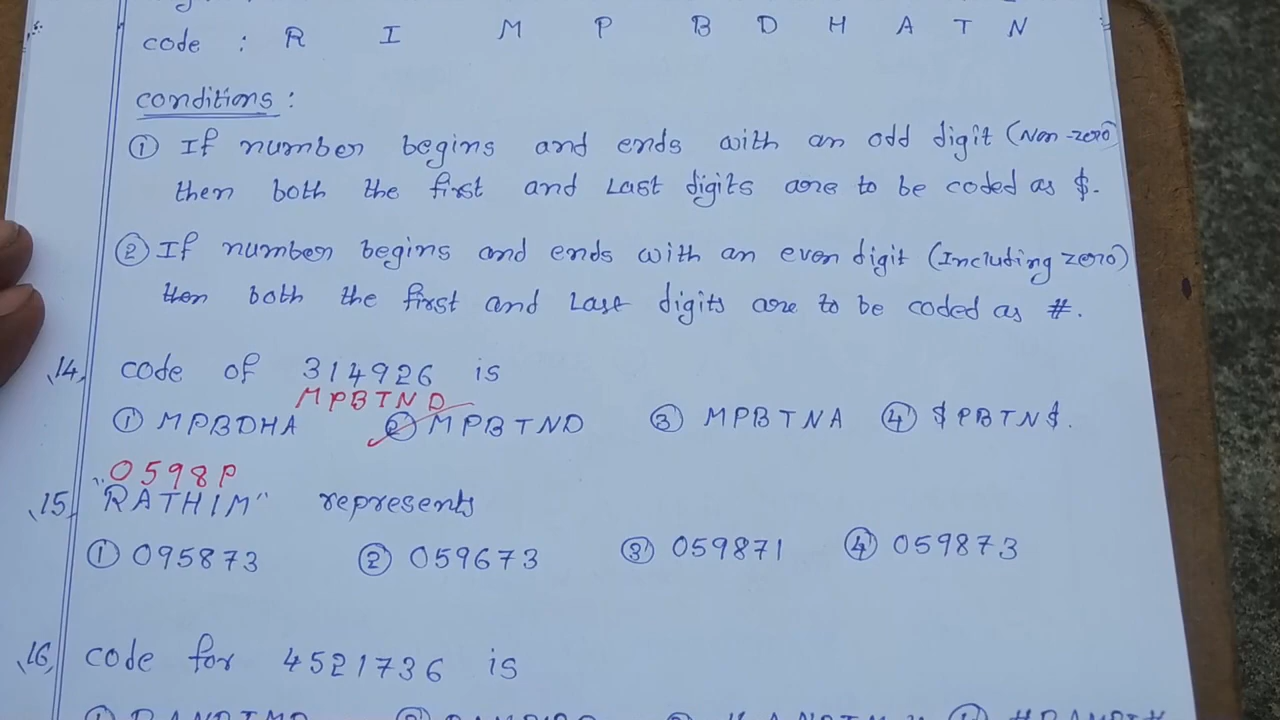 code : R I M P B D H A T N
conditions :
① If number begins and ends with an odd digit (Non-zero)
then both the first and Last digits are to be coded as $.
② If number begins and ends with an even digit (Including zero)
then both the first and Last digits are to be coded as #.
14. code of 314926 is
MPBTND
① MPBDHA ② MPBTND ③ MPBTNA ④ $PBTN$.
0598P
15. "RATHIM" represents
① 095873 ② 059673 ③ 059871 ④ 059873
16. code for 4521736 is